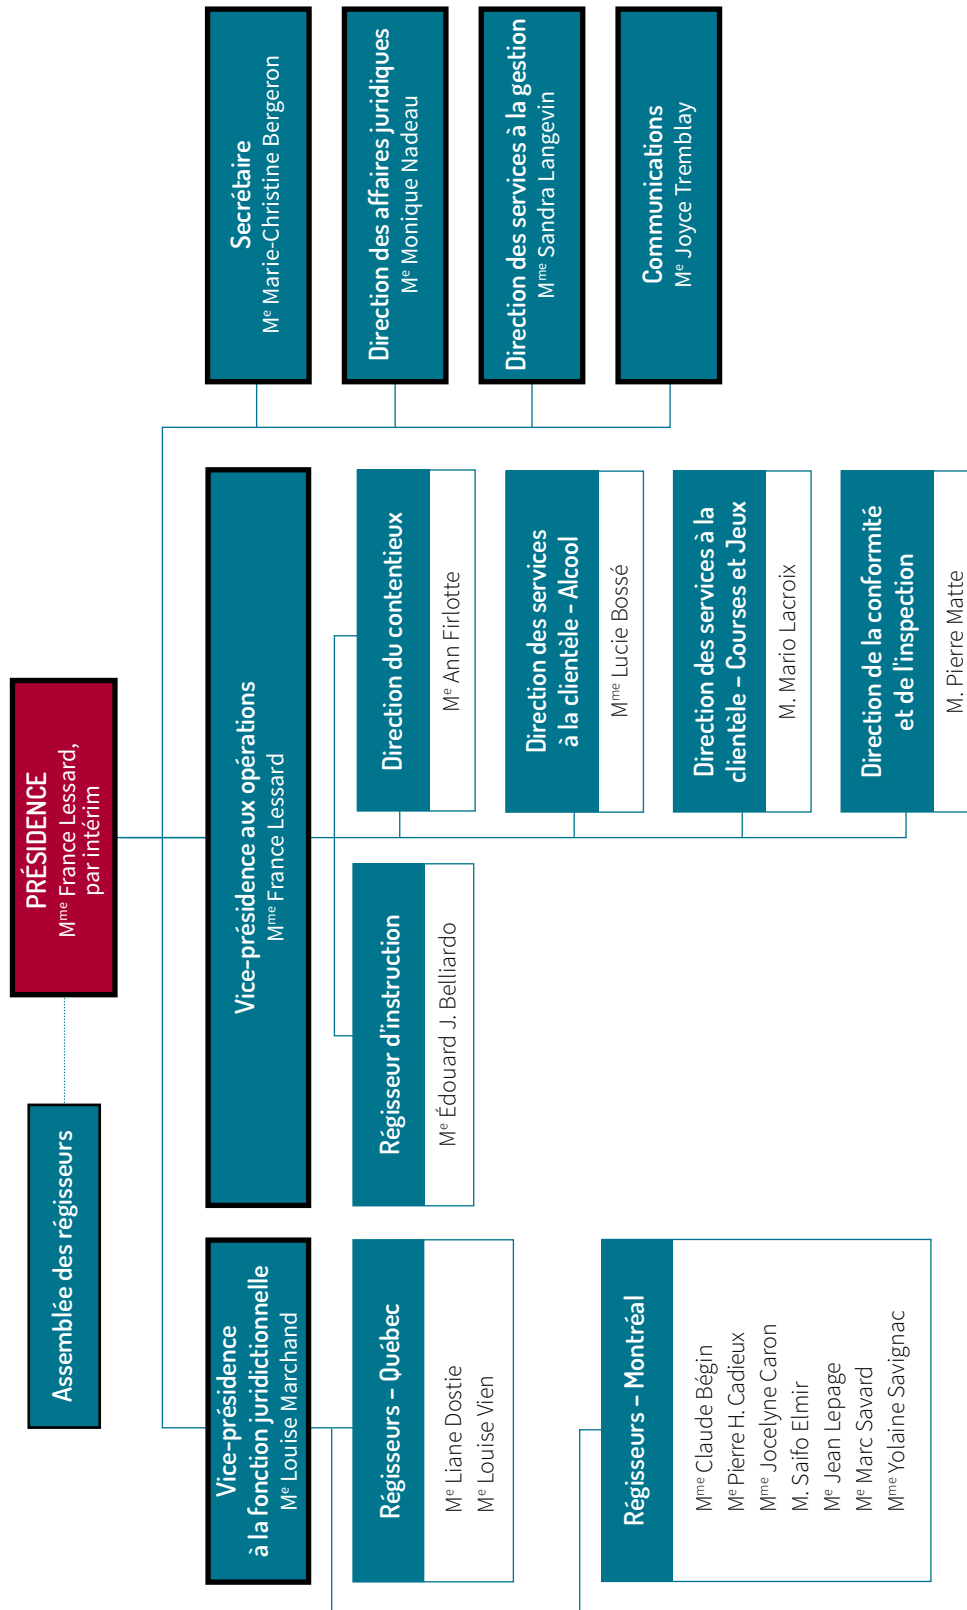 PRÉSIDENCE
Mme France Lessard,
par intérim
Assemblée des régisseurs
Vice-présidence
à la fonction juridictionnelle
Me Louise Marchand
Vice-présidence aux opérations
Mme France Lessard
Secrétaire
Me Marie-Christine Bergeron
Direction des affaires juridiques
Me Monique Nadeau
Direction des services à la gestion
Mme Sandra Langevin
Communications
Me Joyce Tremblay
Régisseurs – Québec
Me Liane Dostie
Me Louise Vien
Régisseurs – Montréal
Mme Claude Bégin
Me Pierre H. Cadieux
Mme Jocelyne Caron
M. Saifo Elmir
Me Jean Lepage
Me Marc Savard
Mme Yolaine Savignac
Régisseur d'instruction
Me Édouard J. Belliardo
Direction du contentieux
Me Ann Firlotte
Direction des services
à la clientèle – Alcool
Mme Lucie Bossé
Direction des services à la
clientèle – Courses et Jeux
M. Mario Lacroix
Direction de la conformité
et de l'inspection
M. Pierre Matte